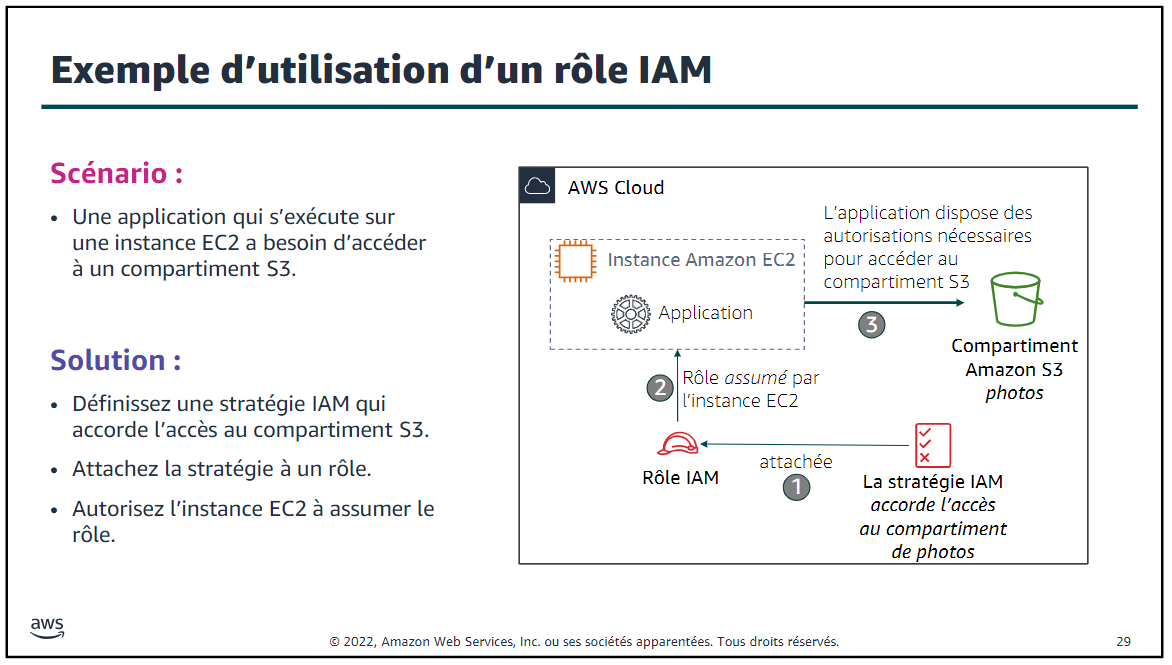 Exemple d’utilisation d’un rôle IAM
Scénario :
• Une application qui s’exécute sur
une instance EC2 a besoin d’accéder
à un compartiment S3.
Solution :
• Définissez une stratégie IAM qui
accorde l’accès au compartiment S3.
• Attachez la stratégie à un rôle.
• Autorisez l’instance EC2 à assumer le
rôle.
AWS Cloud
L’application dispose des
autorisations nécessaires
pour accéder au
compartiment S3
Instance Amazon EC2
Application
3
Compartiment
Amazon S3
photos
2
Rôle assumé par
l’instance EC2
Rôle IAM
attachée
1
La stratégie IAM
accorde l’accès
au compartiment
de photos
aws
© 2022, Amazon Web Services, Inc. ou ses sociétés apparentées. Tous droits réservés.
29